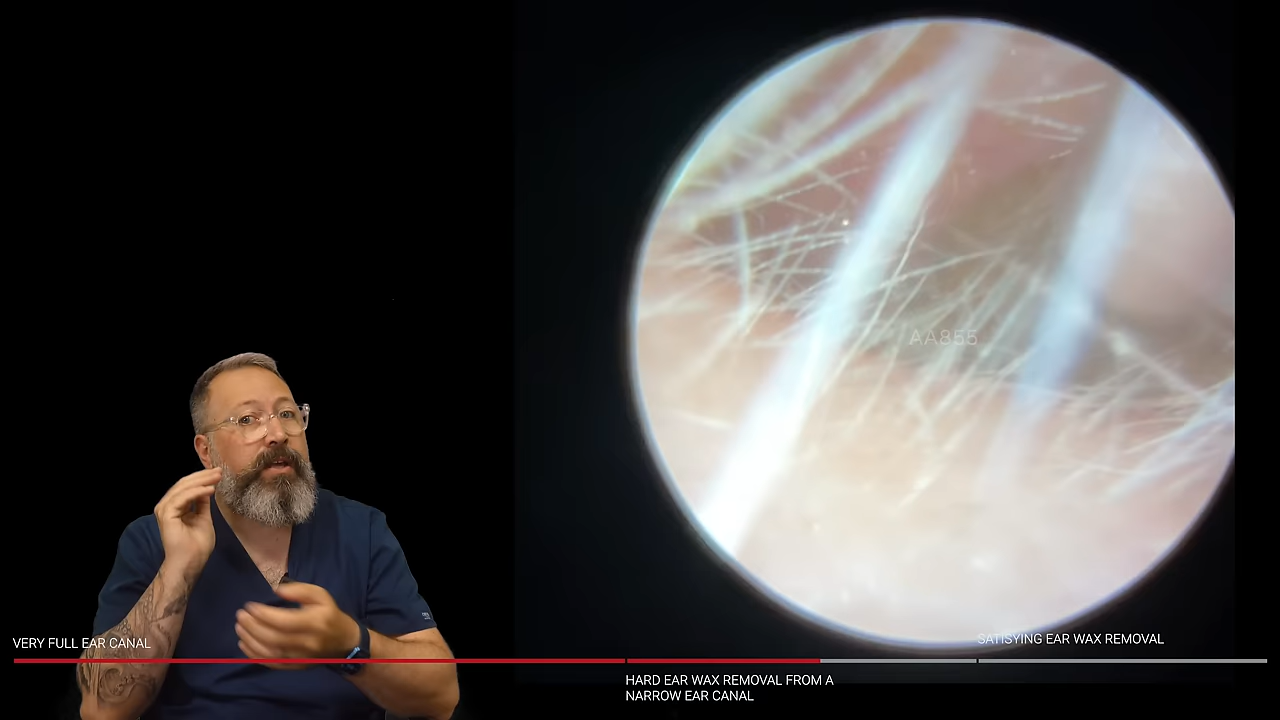 AA855
VERY FULL EAR CANAL
SATISYING EAR WAX REMOVAL
HARD EAR WAX REMOVAL FROM A
NARROW EAR CANAL